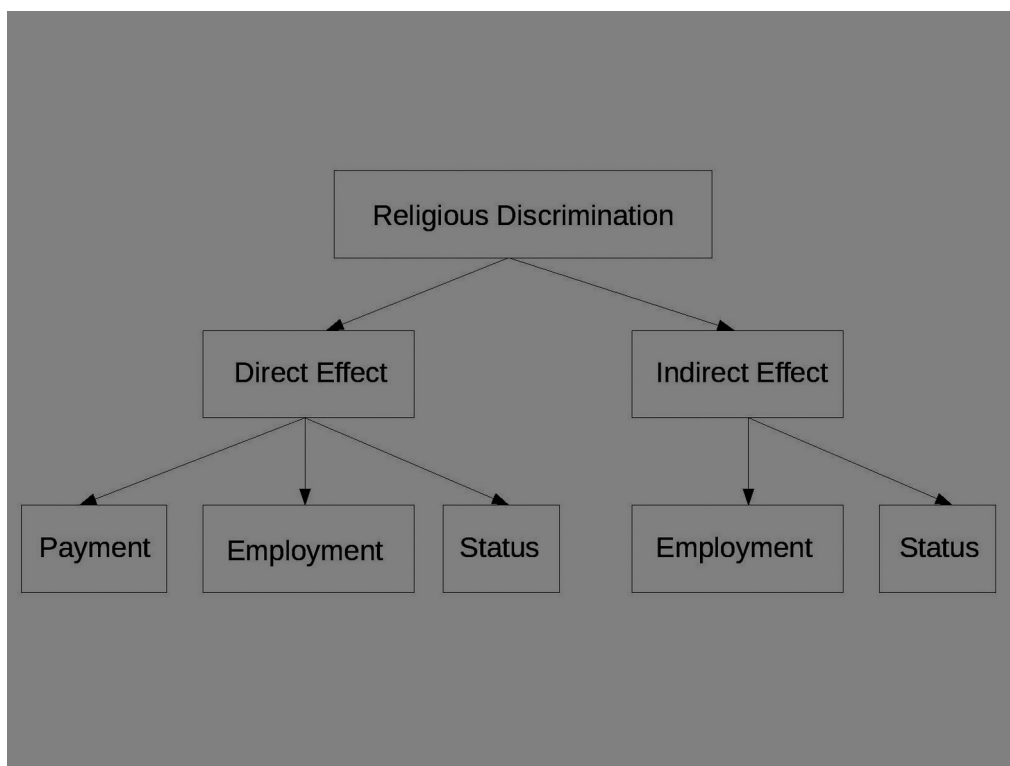 Religious Discrimination
Direct Effect
Indirect Effect
Payment
Employment
Status
Employment
Status